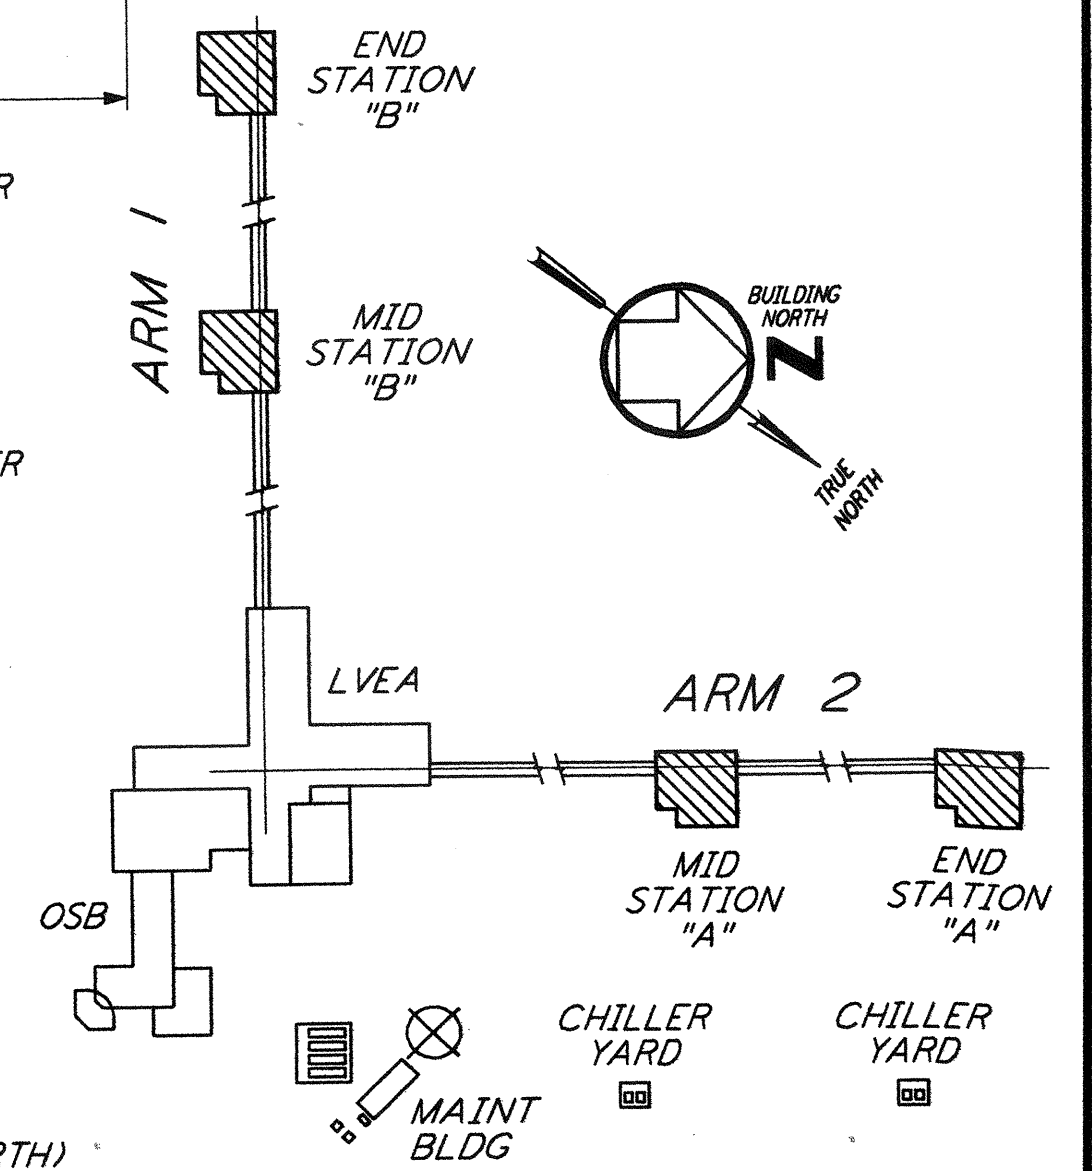 END
STATION
"B"
ARM 1
MID
STATION
"B"
BUILDING
NORTH
N
TRUE
NORTH
LVEA
ARM 2
MID
STATION
"A"
END
STATION
"A"
OSB
CHILLER
YARD
CHILLER
YARD
MAINT
BLDG